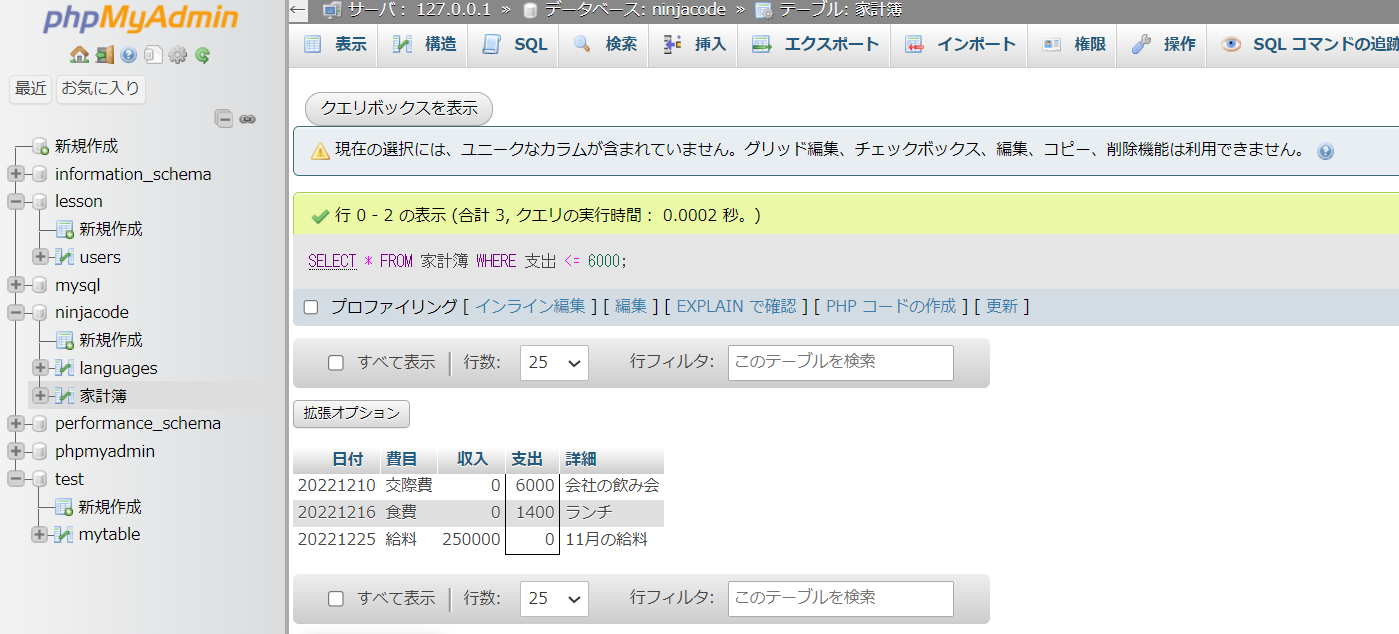 phpMyAdmin
最近 お気に入り
新規作成
information_schema
lesson
新規作成
users
mysql
ninjacode
新規作成
languages
家計簿
performance_schema
phpmyadmin
test
新規作成
mytable
サーバ: 127.0.0.1 » データベース: ninjacode » テーブル: 家計簿
表示 構造 SQL 検索 挿入 エクスポート インポート 権限 操作 SQL コマンドの追跡
クエリボックスを表示
現在の選択には、ユニークなカラムが含まれていません。グリッド編集、チェックボックス、編集、コピー、削除機能は利用できません。
行 0 - 2 の表示 (合計 3, クエリの実行時間： 0.0002 秒。)
SELECT * FROM 家計簿 WHERE 支出 <= 6000;
プロファイリング [ インライン編集 ] [ 編集 ] [ EXPLAIN で確認 ] [ PHP コードの作成 ] [ 更新 ]
すべて表示 | 行数: 25 行フィルタ: このテーブルを検索
拡張オプション
日付 費目 収入 支出 詳細
20221210 交際費 0 6000 会社の飲み会
20221216 食費 0 1400 ランチ
20221225 給料 250000 0 11月の給料
すべて表示 | 行数: 25 行フィルタ: このテーブルを検索